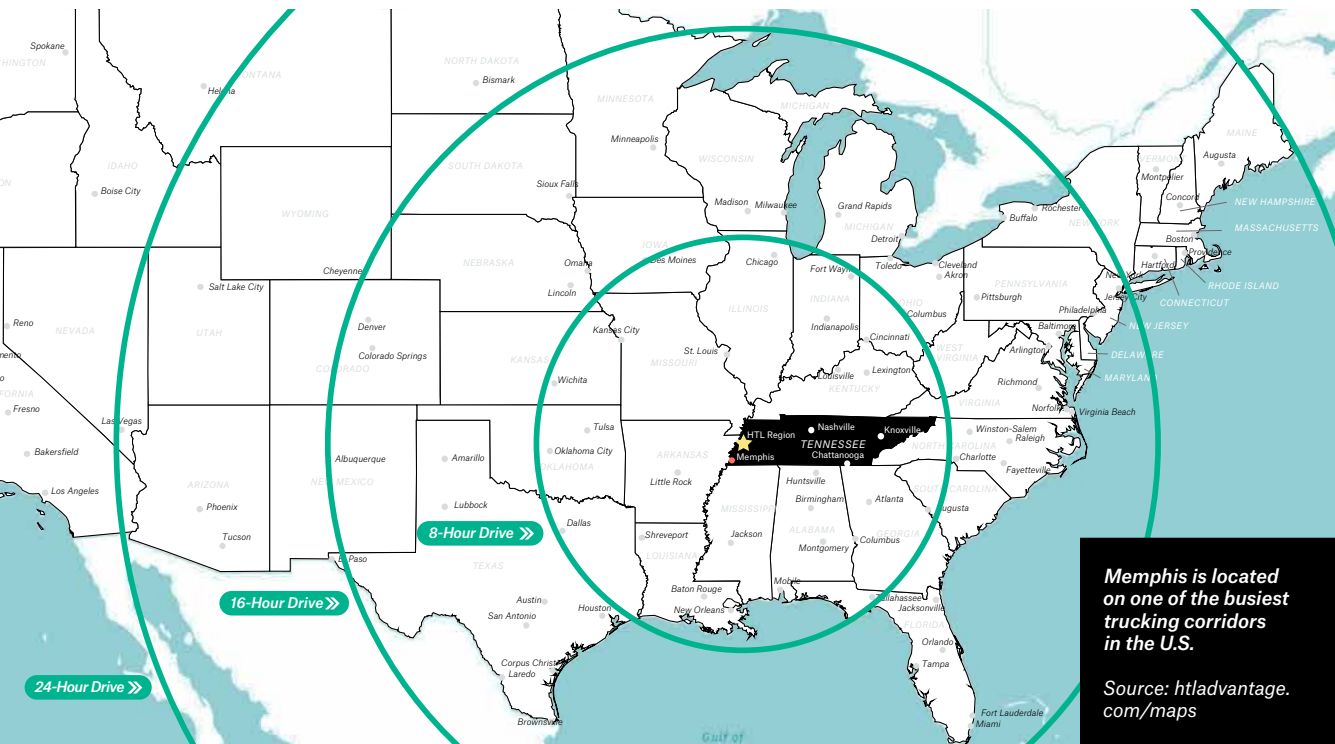 Spokane
HINGTON
Helena
ONTANA
NORTH DAKOTA
Bismark
MINNESOTA
Minneapolis
MICHIGAN
WISCONSIN
MAINE
Augusta
VERMONT
Montpelier
IDAHO
Boise City
SOUTH DAKOTA
Sioux Falls
WYOMING
Madison
Milwaukee
Grand Rapids
MICHIGAN
Detroit
Buffalo
Rochester
NEW YORK
Concord
NEW HAMPSHIRE
MASSACHUSETTS
Boston
Providence
Hartford
RHODE ISLAND
CONNECTICUT
IOWA
Des Moines
Omaha
NEBRASKA
Lincoln
Cheyenne
Chicago
Fort Wayne
Toledo
Cleveland
Akron
PENNSYLVANIA
Pittsburgh
New York
Jersey City
Philadelphia
NEW JERSEY
Baltimore
Arlington
DELAWARE
MARYLAND
Salt Lake City
Reno
NEVADA
UTAH
Denver
Colorado Springs
COLORADO
KANSAS
Kansas City
Wichita
ILLINOIS
INDIANA
Indianapolis
OHIO
Columbus
Cincinnati
St. Louis
MISSOURI
Louisville
Lexington
KENTUCKY
WEST
VIRGINIA
Richmond
VIRGINIA
Norfolk
Virginia Beach
mento
o
FORNIA
Fresno
Las Vegas
Bakersfield
Los Angeles
ARIZONA
Phoenix
Tucson
Albuquerque
NEW MEXICO
El Paso
Amarillo
Lubbock
Tulsa
Oklahoma City
OKLAHOMA
ARKANSAS
Little Rock
HTL Region
Memphis
Nashville
TENNESSEE
Knoxville
Chattanooga
Winston-Salem
Raleigh
NORTH CAROLINA
Charlotte
Fayetteville
SOUTH CAROLINA
Augusta
Huntsville
Birmingham
Atlanta
MISSISSIPPI
ALABAMA
GEORGIA
Jackson
Montgomery
Columbus
8-Hour Drive
Dallas
Shreveport
LOUISIANA
TEXAS
Baton Rouge
New Orleans
Mobile
Tallahassee
Jacksonville
FLORIDA
Orlando
Tampa
Fort Lauderdale
Miami
16-Hour Drive
Austin
San Antonio
Houston
Corpus Christ
Laredo
Brownsville
24-Hour Drive
Gulf of
Memphis is located
on one of the busiest
trucking corridors
in the U.S.
Source: htladvantage.
com/maps